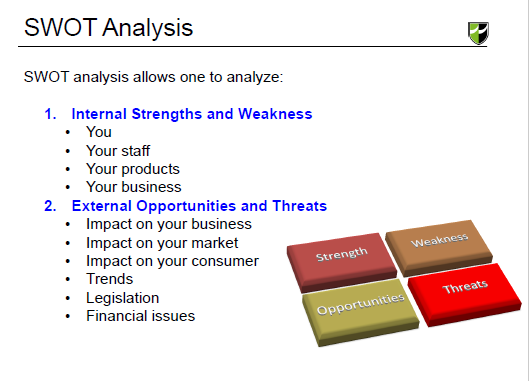 SWOT Analysis
SWOT analysis allows one to analyze:
1. Internal Strengths and Weakness
• You
• Your staff
• Your products
• Your business
2. External Opportunities and Threats
• Impact on your business
• Impact on your market
• Impact on your consumer
• Trends
• Legislation
• Financial issues
Strength
Weakness
Opportunities
Threats